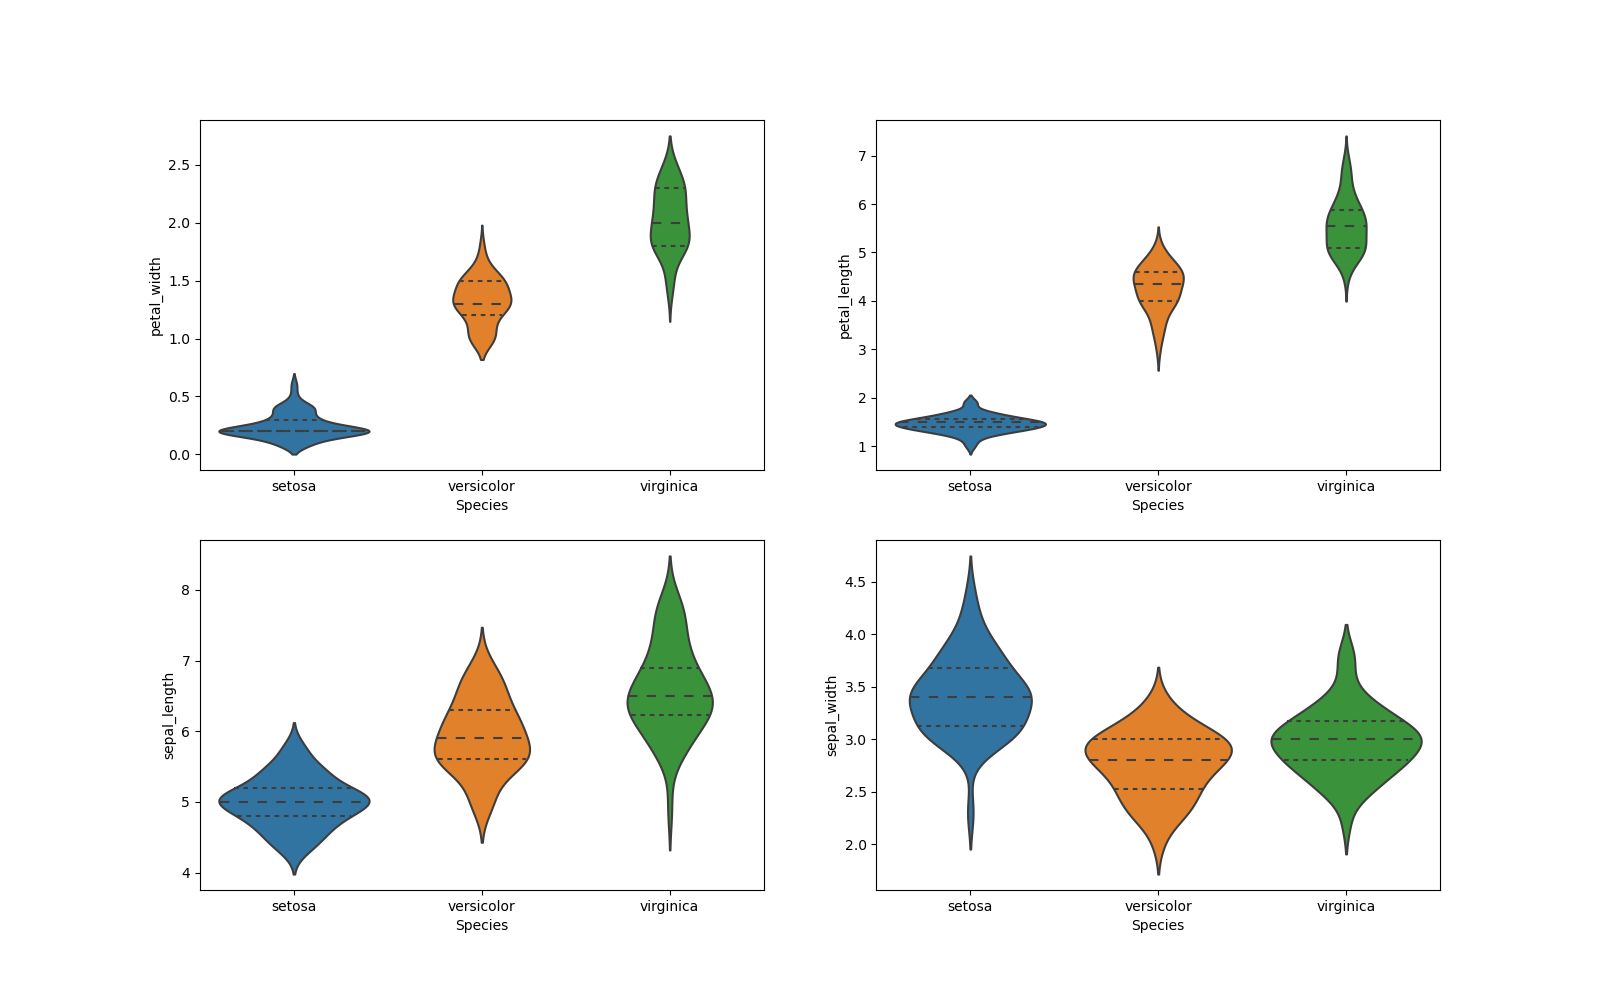 2.5
2.0
1.5
1.0
0.5
0.0
petal_width
setosa versicolor virginica
Species
7
6
5
4
3
2
1
petal_length
setosa versicolor virginica
Species
8
7
6
5
4
sepal_length
setosa versicolor virginica
Species
4.5
4.0
3.5
3.0
2.5
2.0
sepal_width
setosa versicolor virginica
Species